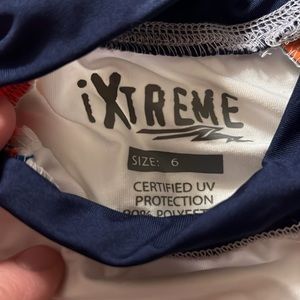 iXTREME
SIZE: 6
CERTIFIED UV
PROTECTION